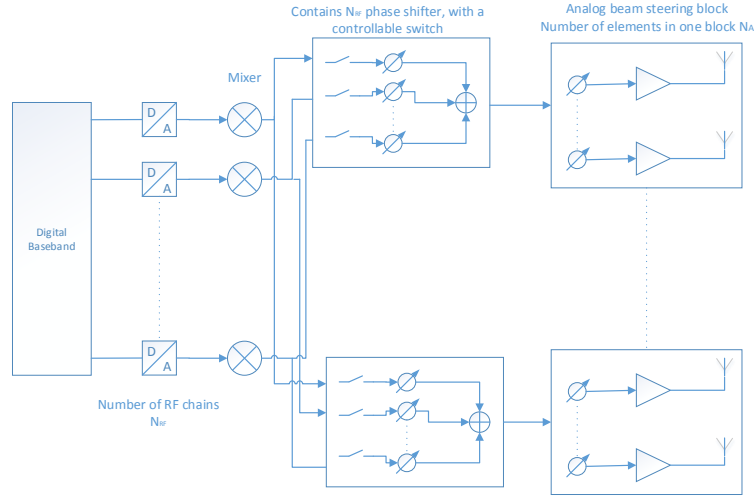 Contains NRF phase shifter, with a
controllable switch
Analog beam steering block
Number of elements in one block NA
Mixer
D
A
D
A
Digital
Baseband
D
A
Number of RF chains
NRF